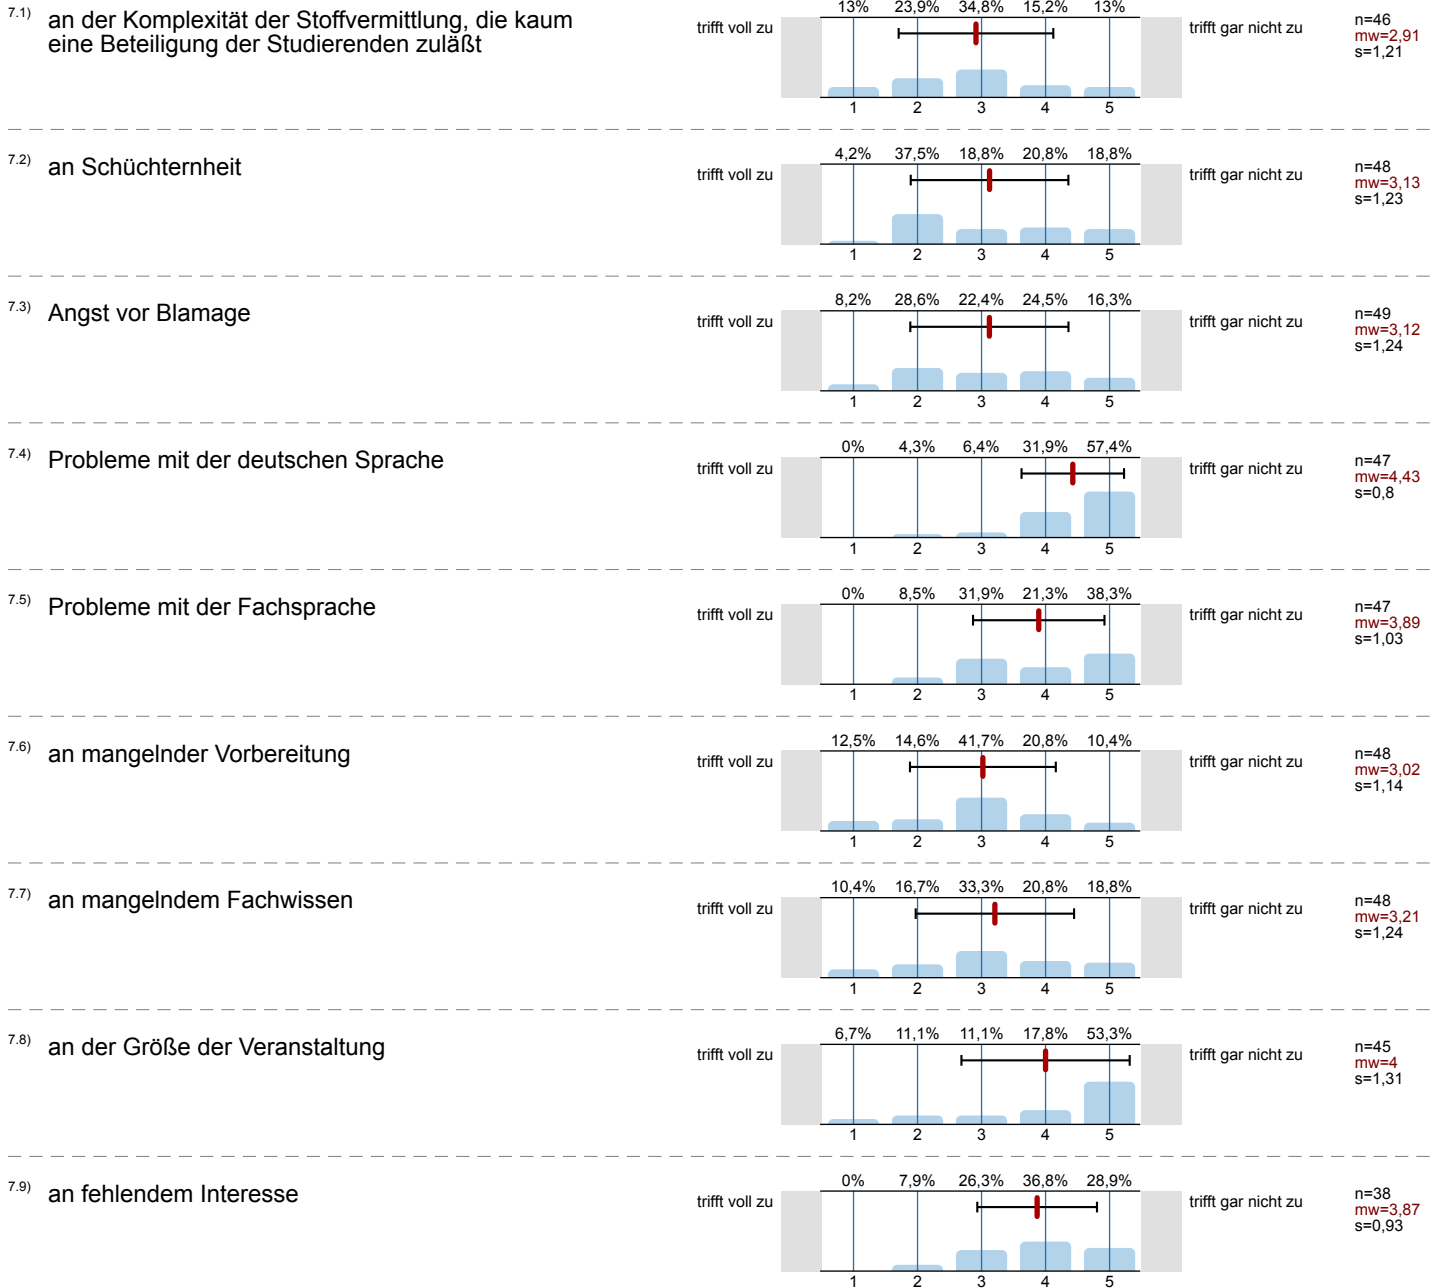 7.1) an der Komplexität der Stoffvermittlung, die kaum
eine Beteiligung der Studierenden zuläßt
13% 23,9% 34,8% 15,2% 13%
trifft voll zu
trifft gar nicht zu
n=46
mw=2,91
s=1,21
1 2 3 4 5
7.2) an Schüchternheit
4,2% 37,5% 18,8% 20,8% 18,8%
trifft voll zu
trifft gar nicht zu
n=48
mw=3,13
s=1,23
1 2 3 4 5
7.3) Angst vor Blamage
8,2% 28,6% 22,4% 24,5% 16,3%
trifft voll zu
trifft gar nicht zu
n=49
mw=3,12
s=1,24
1 2 3 4 5
7.4) Probleme mit der deutschen Sprache
0% 4,3% 6,4% 31,9% 57,4%
trifft voll zu
trifft gar nicht zu
n=47
mw=4,43
s=0,8
1 2 3 4 5
7.5) Probleme mit der Fachsprache
0% 8,5% 31,9% 21,3% 38,3%
trifft voll zu
trifft gar nicht zu
n=47
mw=3,89
s=1,03
1 2 3 4 5
7.6) an mangelnder Vorbereitung
12,5% 14,6% 41,7% 20,8% 10,4%
trifft voll zu
trifft gar nicht zu
n=48
mw=3,02
s=1,14
1 2 3 4 5
7.7) an mangelndem Fachwissen
10,4% 16,7% 33,3% 20,8% 18,8%
trifft voll zu
trifft gar nicht zu
n=48
mw=3,21
s=1,24
1 2 3 4 5
7.8) an der Größe der Veranstaltung
6,7% 11,1% 11,1% 17,8% 53,3%
trifft voll zu
trifft gar nicht zu
n=45
mw=4
s=1,31
1 2 3 4 5
7.9) an fehlendem Interesse
0% 7,9% 26,3% 36,8% 28,9%
trifft voll zu
trifft gar nicht zu
n=38
mw=3,87
s=0,93
1 2 3 4 5